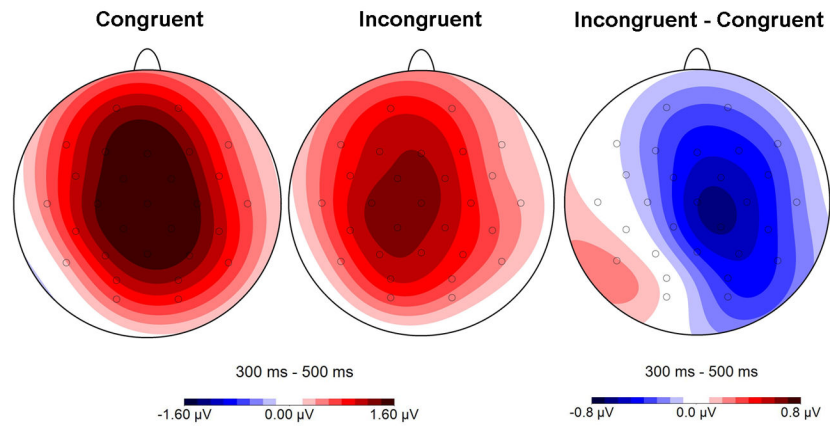 Congruent
Incongruent
Incongruent - Congruent
300 ms - 500 ms
-1.60 µV 0.00 µV 1.60 µV
300 ms - 500 ms
-0.8 µV 0.0 µV 0.8 µV